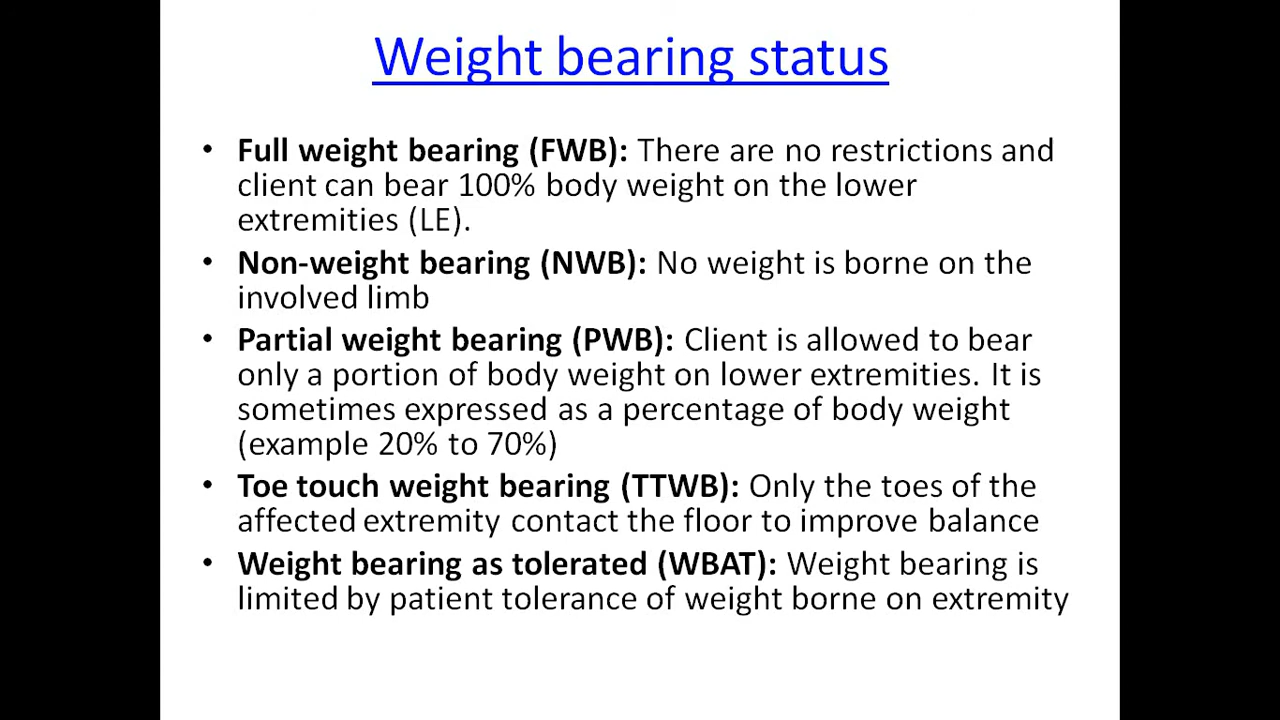 Weight bearing status
• Full weight bearing (FWB): There are no restrictions and
client can bear 100% body weight on the lower
extremities (LE).
• Non-weight bearing (NWB): No weight is borne on the
involved limb
• Partial weight bearing (PWB): Client is allowed to bear
only a portion of body weight on lower extremities. It is
sometimes expressed as a percentage of body weight
(example 20% to 70%)
• Toe touch weight bearing (TTWB): Only the toes of the
affected extremity contact the floor to improve balance
• Weight bearing as tolerated (WBAT): Weight bearing is
limited by patient tolerance of weight borne on extremity